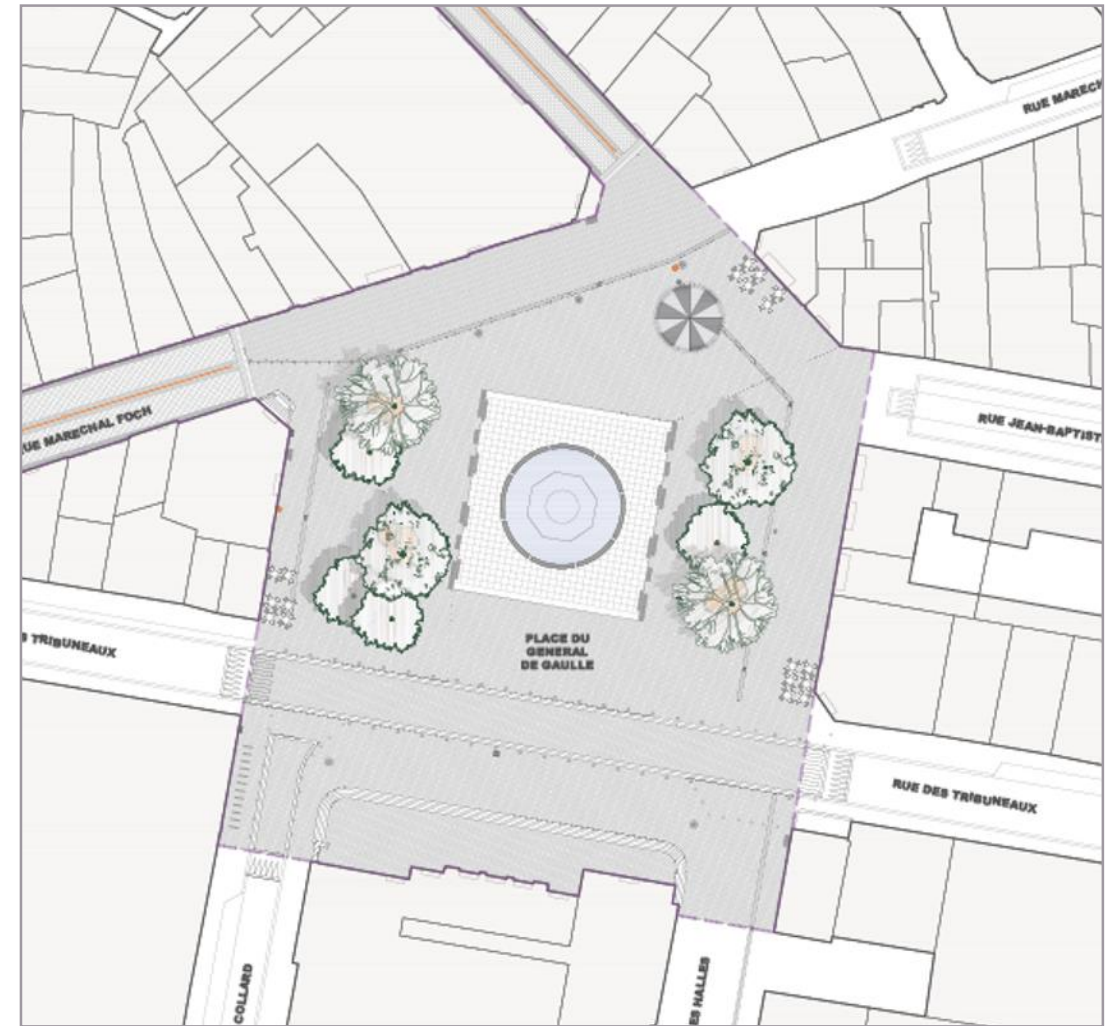 RUE MARECH
UE MARECHAL FOCH
RUE JEAN-BAPTIST
S TRIBUNEAUX
PLACE DU
GENERAL
DE GAULLE
RUE DES TRIBUNEAUX
COLLARD
ES HALLES